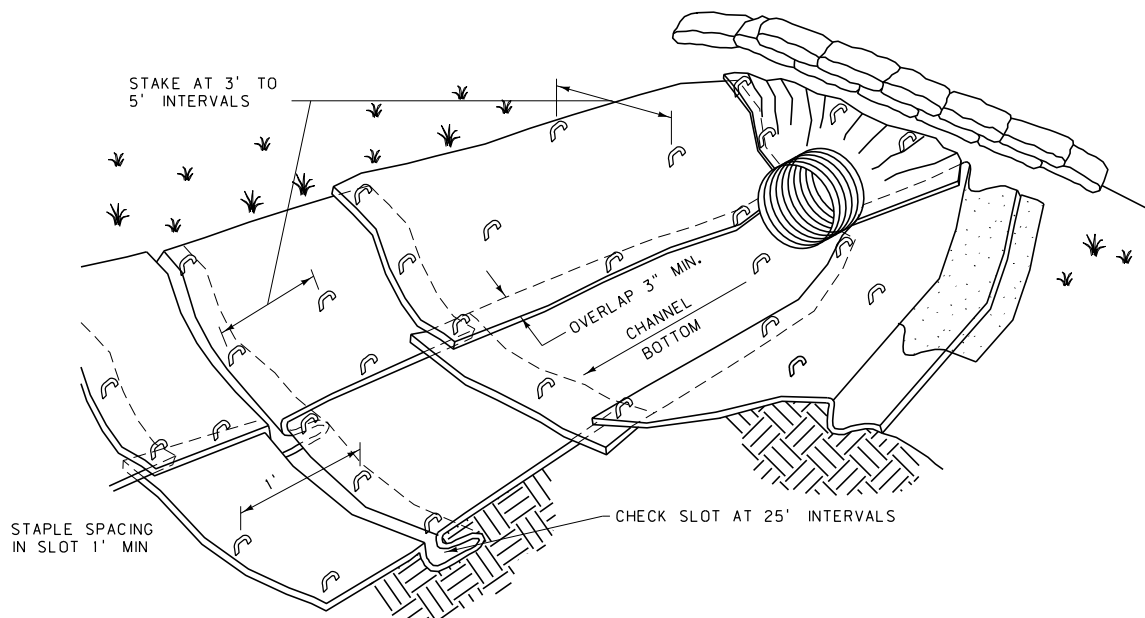 STAKE AT 3' TO
5' INTERVALS
OVERLAP 3" MIN.
CHANNEL
BOTTOM
1'
STAPLE SPACING
IN SLOT 1' MIN
CHECK SLOT AT 25' INTERVALS